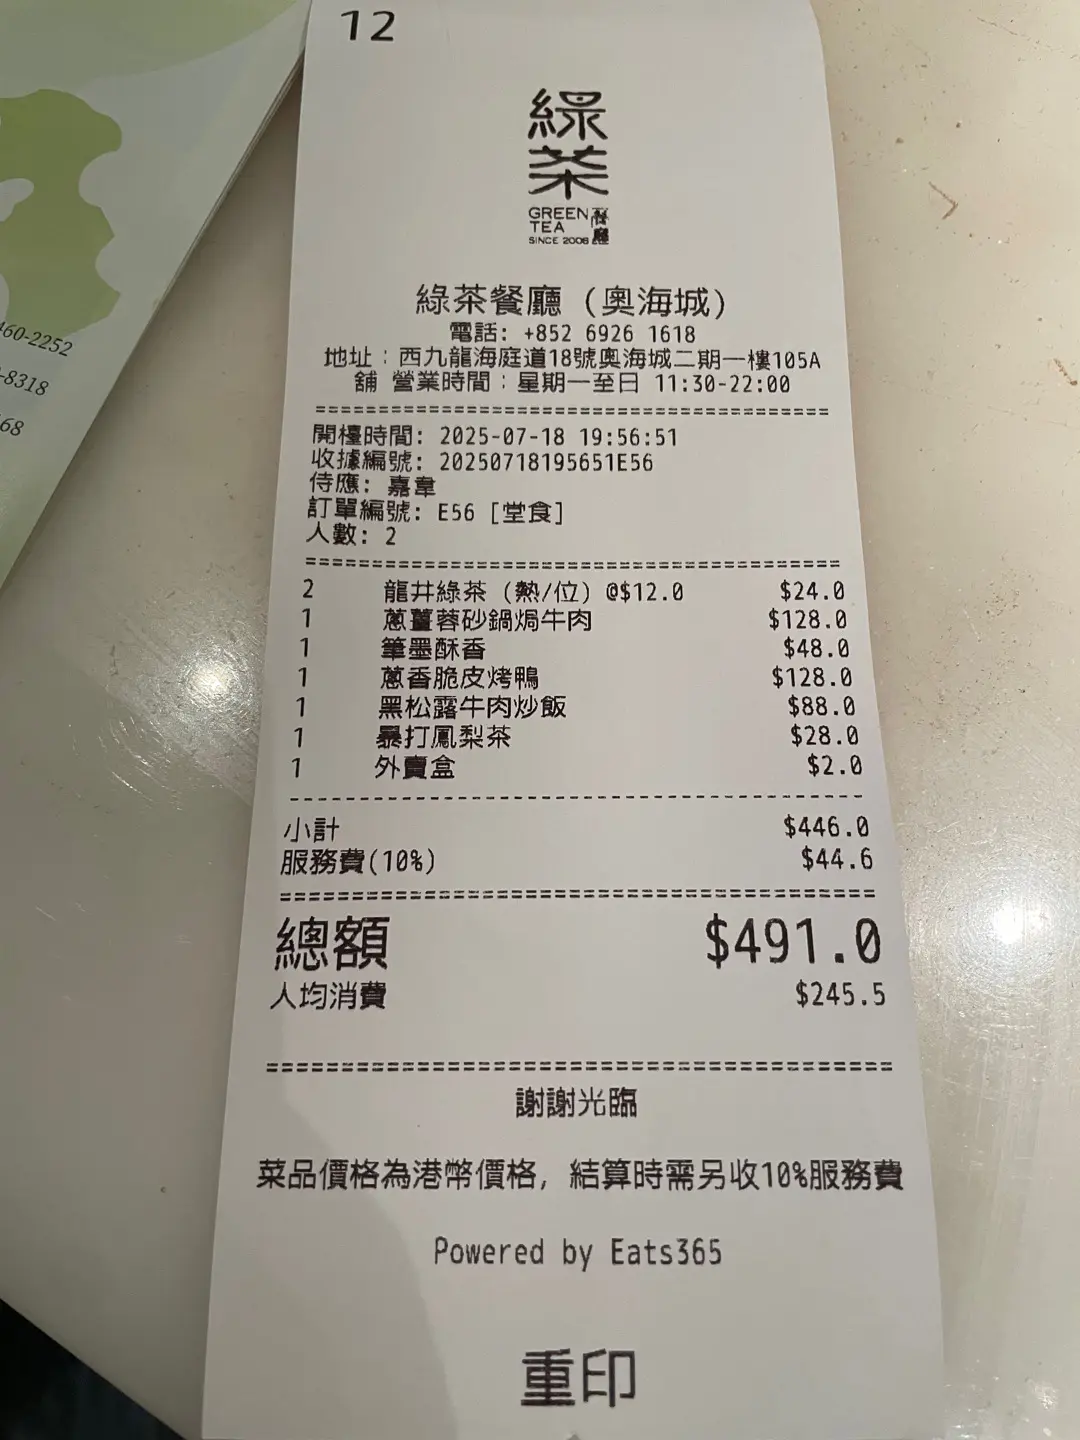 460-2252
-8318
68
12
綠茶
GREEN TEA 餐廳
SINCE 2008
綠茶餐廳 (奧海城)
電話: +852 6926 1618
地址:西九龍海庭道18號奧海城二期一樓105A
舖 營業時間:星期一至日 11:30-22:00
開檯時間: 2025-07-18 19:56:51
收據編號: 20250718195651E56
侍應: 嘉韋
訂單編號: E56 [堂食]
人數: 2
2 龍井綠茶 (熱/位) @$12.0 $24.0
1 蔥薑蓉砂鍋焗牛肉 $128.0
1 筆墨酥香 $48.0
1 蔥香脆皮烤鴨 $128.0
1 黑松露牛肉炒飯 $88.0
1 暴打鳳梨茶 $28.0
1 外賣盒 $2.0
小計 $446.0
服務費(10%) $44.6
總額 $491.0
人均消費 $245.5
謝謝光臨
菜品價格為港幣價格, 結算時需另收10%服務費
Powered by Eats365
重印